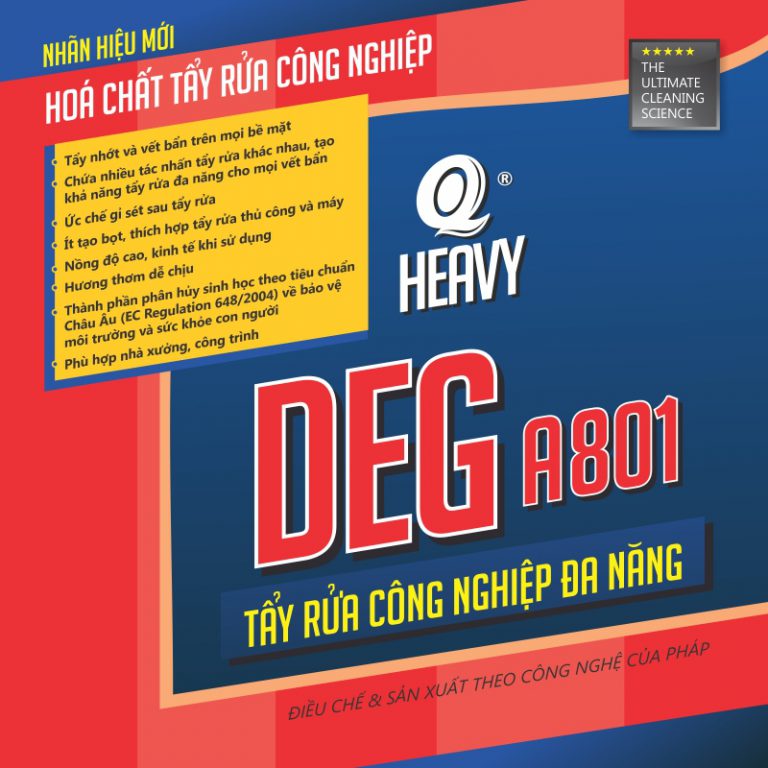 NHÃN HIỆU MỚI
HOÁ CHẤT TẨY RỬA CÔNG NGHIỆP
THE
ULTIMATE
CLEANING
SCIENCE
Tẩy nhớt và vết bẩn trên mọi bề mặt
Chứa nhiều tác nhấn tẩy rửa khác nhau, tạo
khả năng tẩy rửa đa năng cho mọi vết bẩn
Ức chế gỉ sét sau tẩy rửa
Ít tạo bọt, thích hợp tẩy rửa thủ công và máy
Nồng độ cao, kinh tế khi sử dụng
Hương thơm dễ chịu
Thành phần phân hủy sinh học theo tiêu chuẩn
Châu Âu (EC Regulation 648/2004) về bảo vệ
môi trường và sức khỏe con người
Phù hợp nhà xưởng, công trình
Q ®
HEAVY
DEG A801
TẨY RỬA CÔNG NGHIỆP ĐA NĂNG
ĐIỀU CHẾ & SẢN XUẤT THEO CÔNG NGHỆ CỦA PHÁP